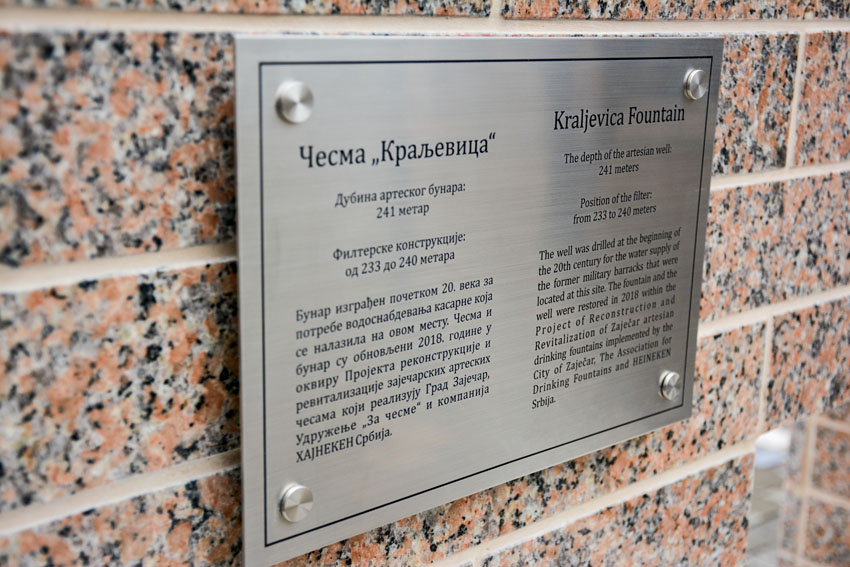 Чесма „Краљевица“
Дубина артеског бунара:
241 метар
Филтерске конструкције:
од 233 до 240 метара
Бунар изграђен почетком 20. века за
потребе водоснабдевања касарне која
се налазила на овом месту. Чесма и
бунар су обновљени 2018. године у
оквиру Пројекта реконструкције и
ревитализације зајечарских артеских
чесама који реализују Град Зајечар,
Удружење „За чесме“ и компанија
ХАЈНЕКЕН Србија.
Kraljevica Fountain
The depth of the artesian well:
241 meters
Position of the filter:
from 233 to 240 meters
The well was drilled at the beginning of
the 20th century for the water supply of
the former military barracks that were
located at this site. The fountain and the
well were restored in 2018 within the
Project of Reconstruction and
Revitalization of Zaječar artesian
drinking fountains implemented by the
City of Zaječar, The Association for
Drinking Fountains and HEINEKEN
Srbija.